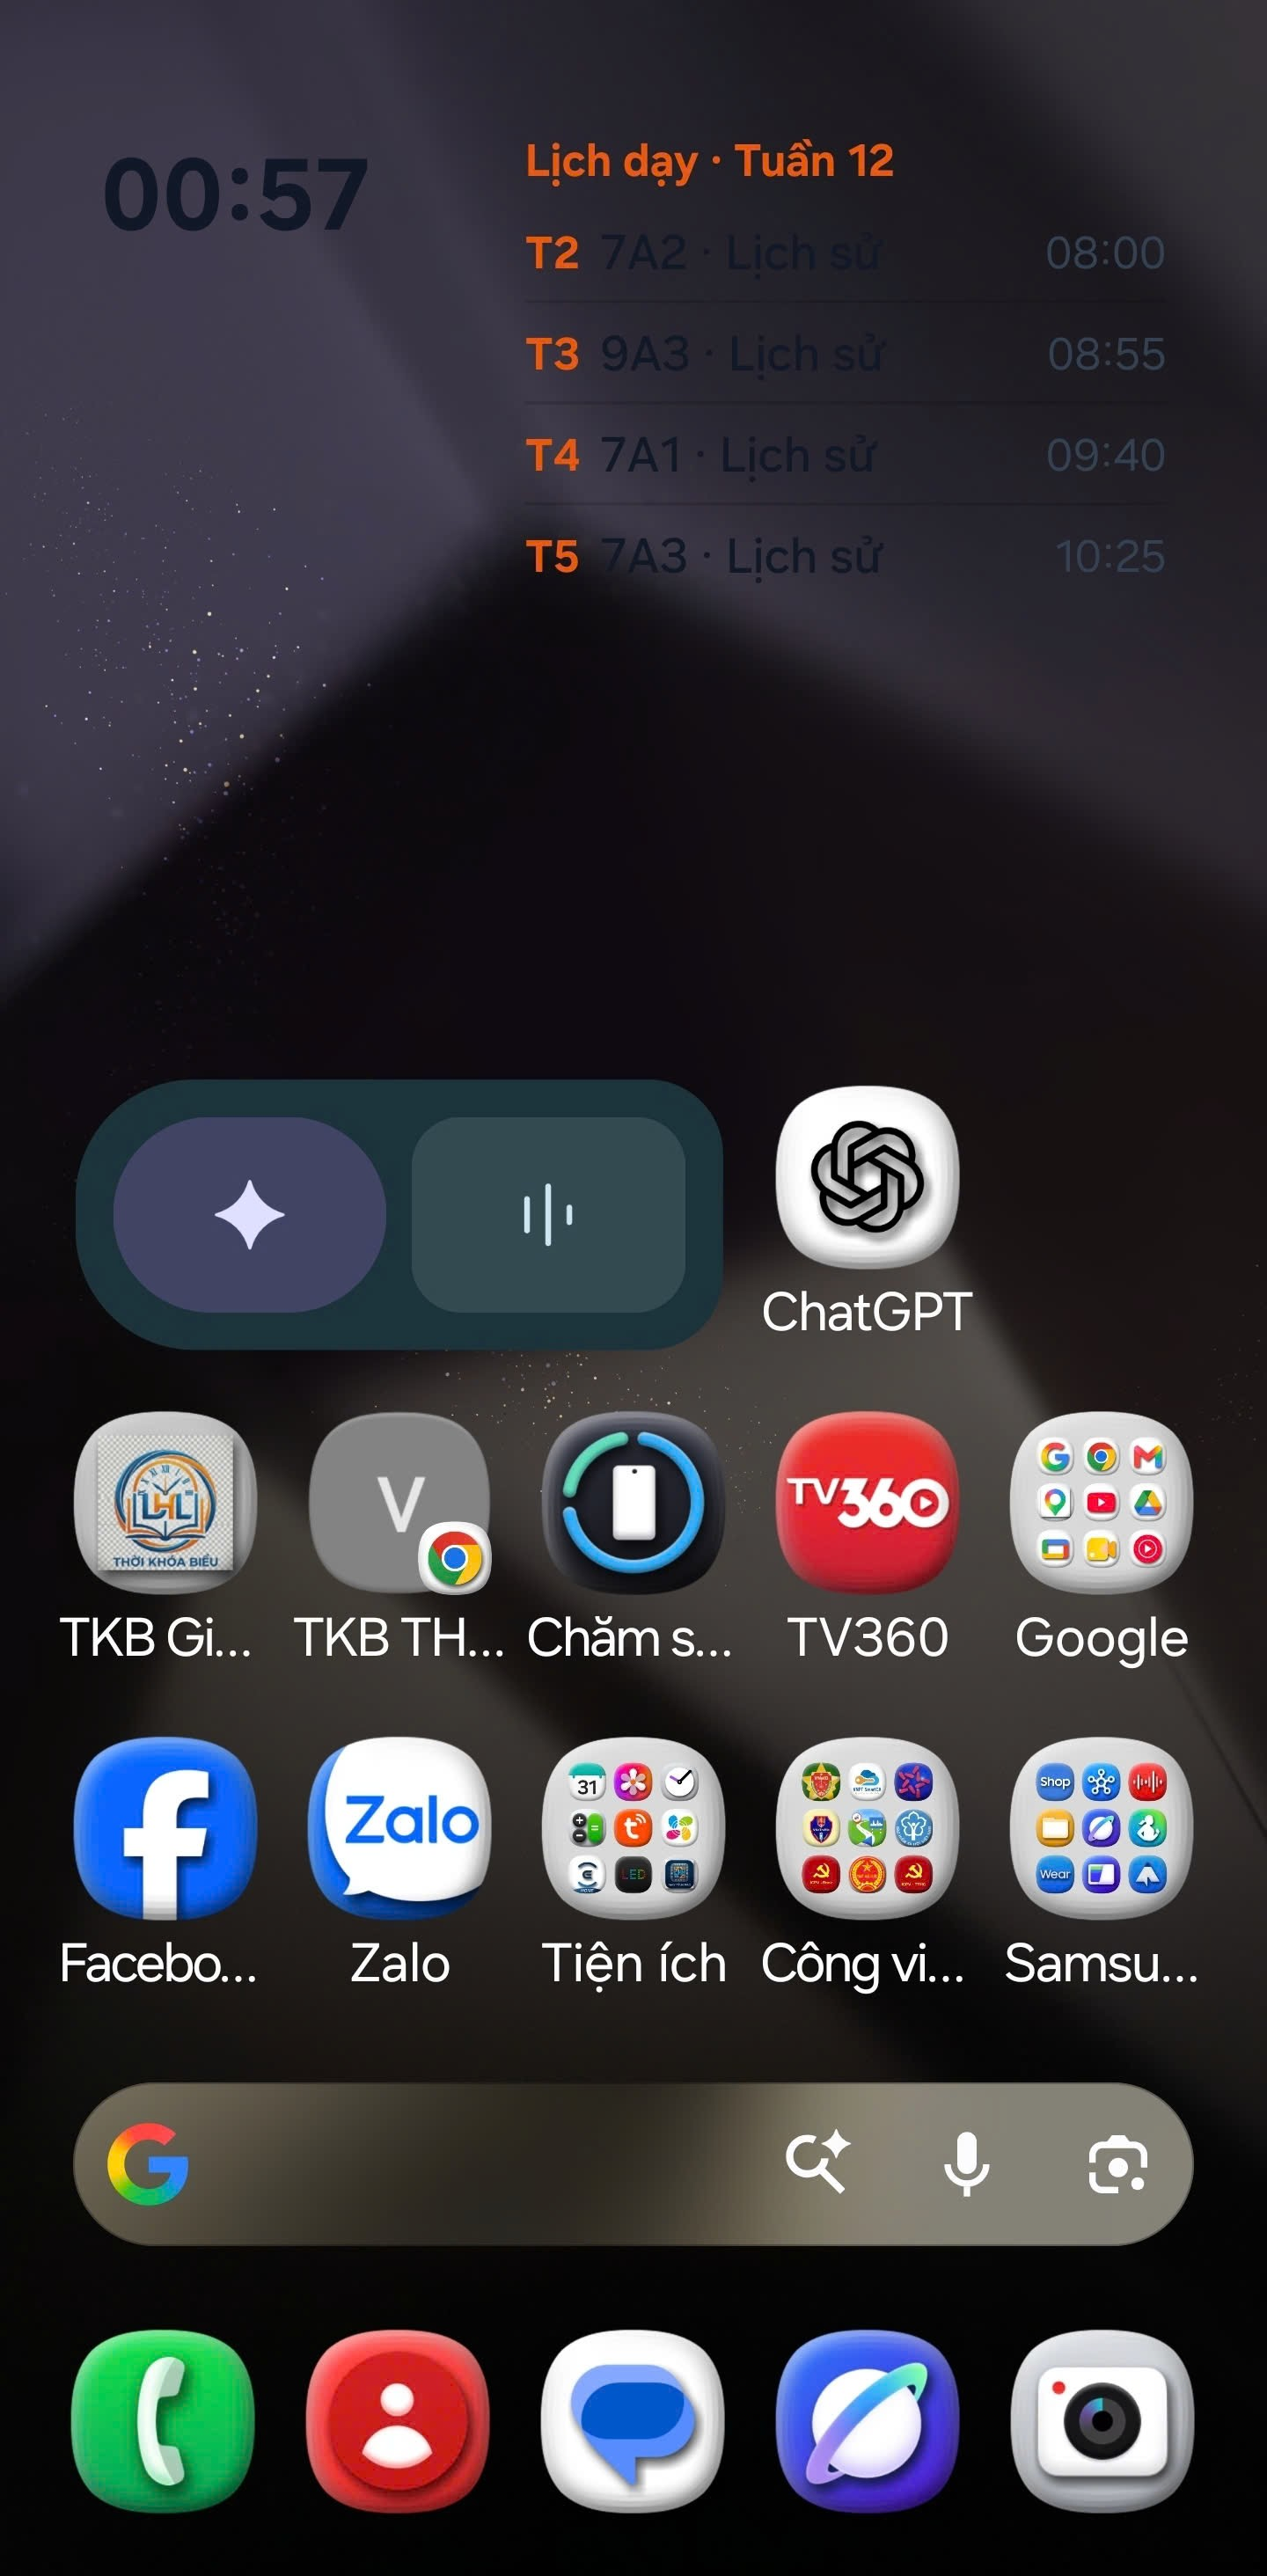 00:57
Lịch dạy · Tuần 12
T2 7A2 · Lịch sử 08:00
T3 9A3 · Lịch sử 08:55
T4 7A1 · Lịch sử 09:40
T5 7A3 · Lịch sử 10:25
ChatGPT
LHL
THỜI KHÓA BIỂU
V
TV360
TKB Gi...
TKB TH...
Chăm s...
TV360
Google
Zalo
31
LED
Shop
Wear
Facebo...
Zalo
Tiện ích
Công vi...
Samsu...